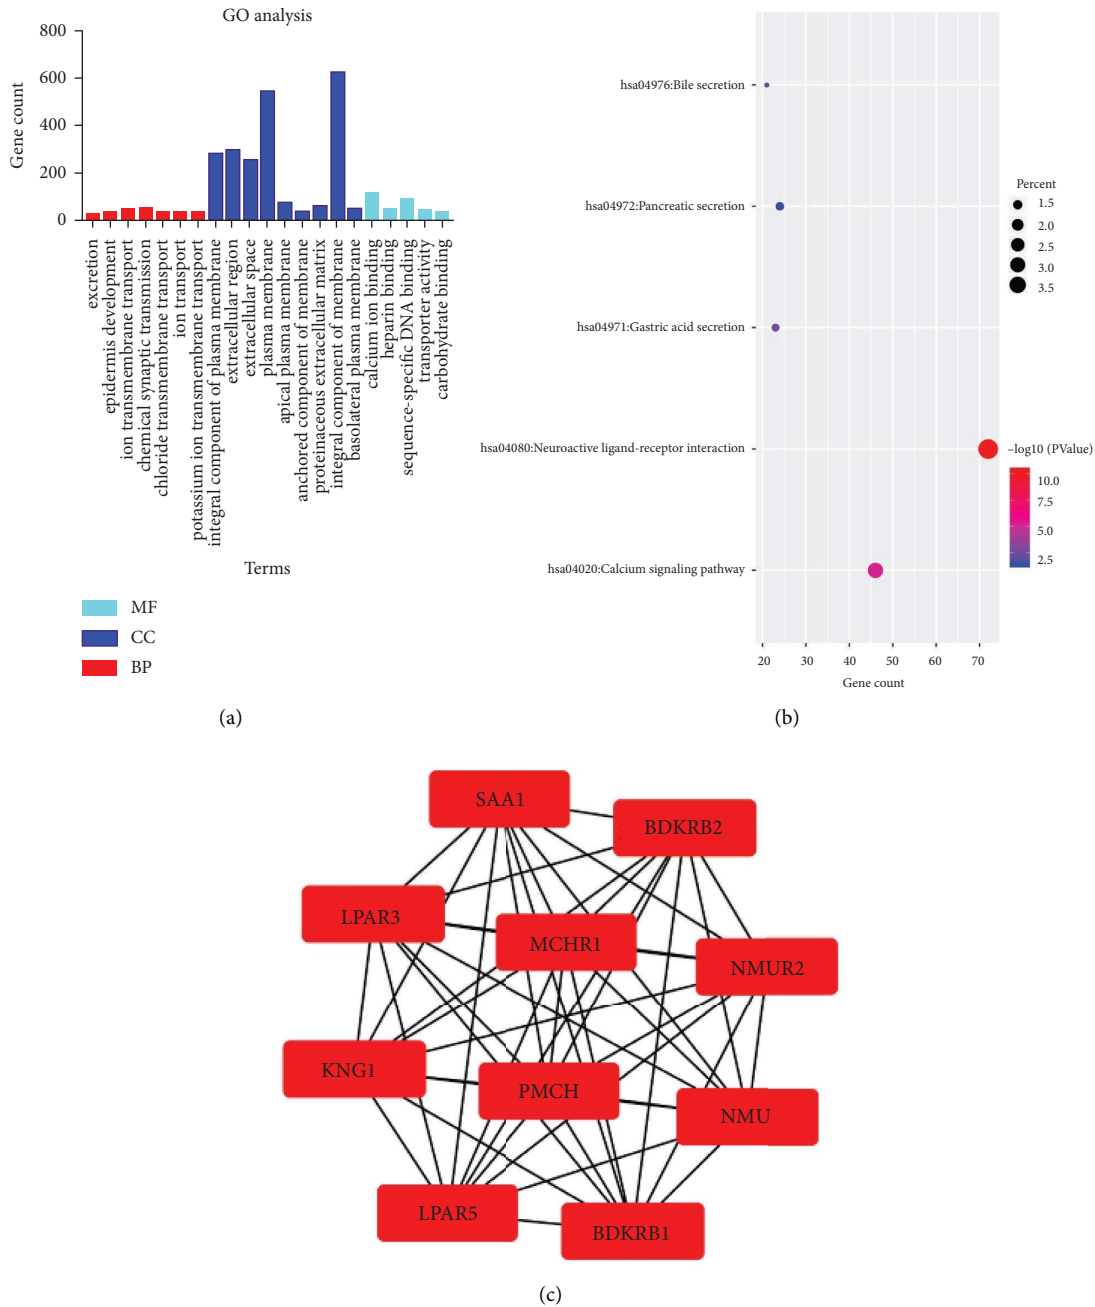 GO analysis
800
600
400
200
0
Gene count
excretion
epidermis development
ion transmembrane transport
chemical synaptic transmission
chloride transmembrane transport
ion transport
potassium ion transmembrane transport
integral component of plasma membrane
extracellular region
extracellular space
plasma membrane
apical plasma membrane
anchored component of membrane
proteinaceous extracellular matrix
integral component of membrane
basolateral plasma membrane
calcium ion binding
heparin binding
sequence-specific DNA binding
transporter activity
carbohydrate binding
Terms
MF
CC
BP
(a)
hsa04976:Bile secretion
hsa04972:Pancreatic secretion
hsa04971:Gastric acid secretion
hsa04080:Neuroactive ligand-receptor interaction
hsa04020:Calcium signaling pathway
20 30 40 50 60 70
Gene count
Percent
1.5
2.0
2.5
3.0
3.5
–log10 (PValue)
10.0
7.5
5.0
2.5
(b)
SAA1
BDKRB2
LPAR3
MCHR1
NMUR2
KNG1
PMCH
NMU
LPAR5
BDKRB1
(c)